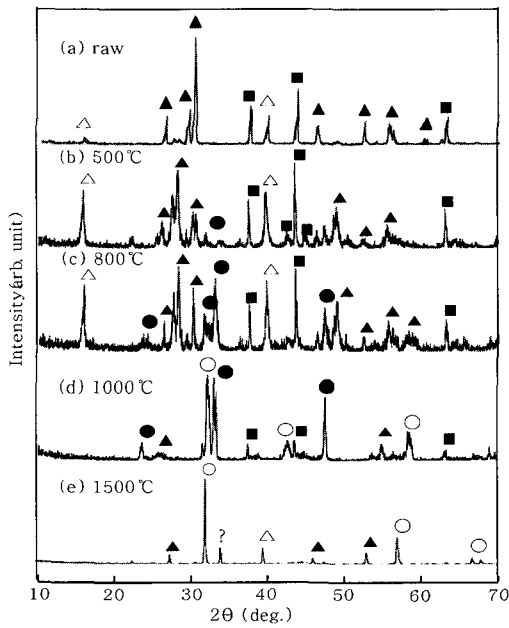 (a) raw
(b) 500℃
(c) 800℃
(d) 1000℃
(e) 1500℃
?
Intensity(arb. unit)
10 20 30 40 50 60 70
2θ (deg.)